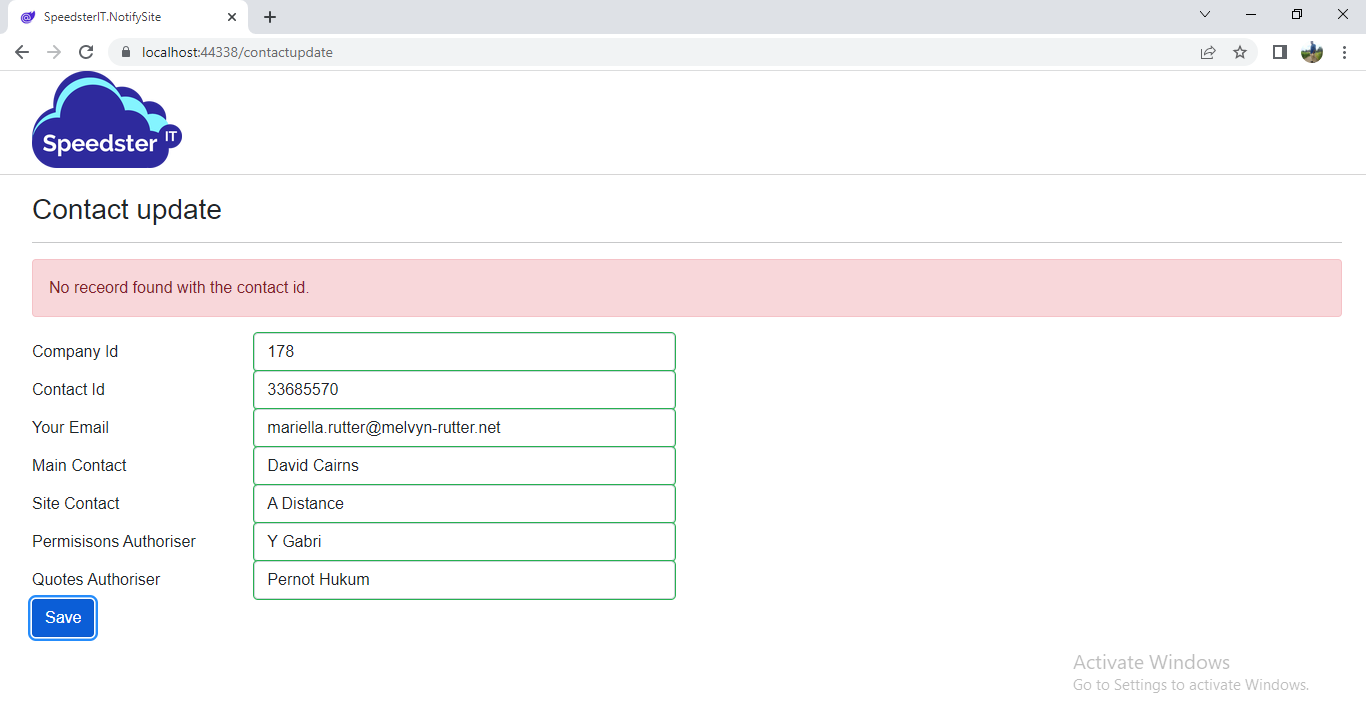 SpeedsterIT.NotifySite
localhost:44338/contactupdate
Speedster IT
Contact update
No receord found with the contact id.
Company Id 178
Contact Id 33685570
Your Email mariella.rutter@melvyn-rutter.net
Main Contact David Cairns
Site Contact A Distance
Permisisons Authoriser Y Gabri
Quotes Authoriser Pernot Hukum
Save
Activate Windows
Go to Settings to activate Windows.